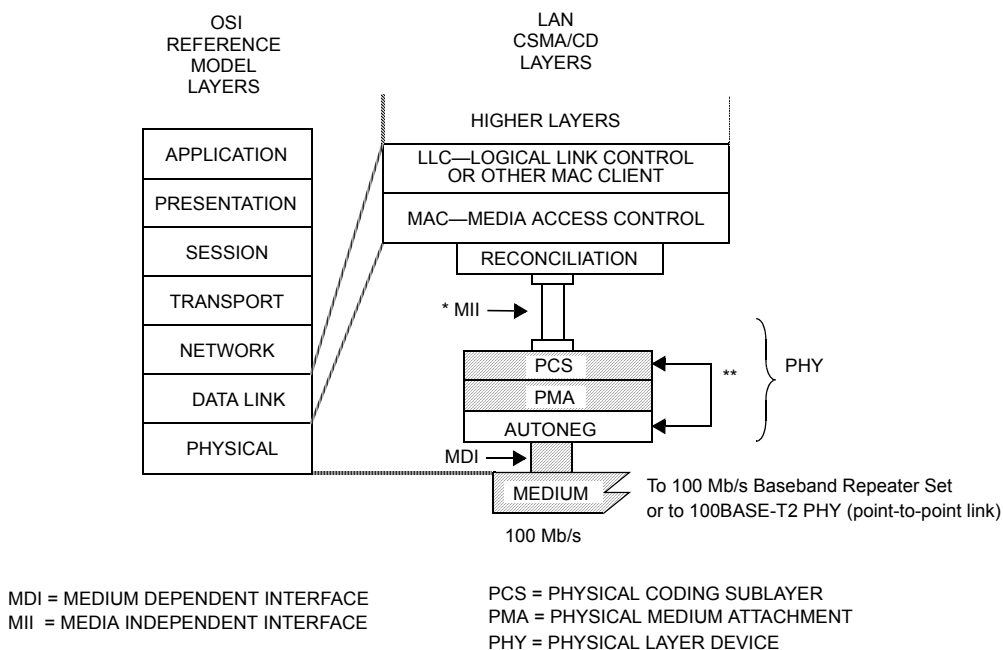 OSI
REFERENCE
MODEL
LAYERS
LAN
CSMA/CD
LAYERS
APPLICATION
PRESENTATION
SESSION
TRANSPORT
NETWORK
DATA LINK
PHYSICAL
HIGHER LAYERS
LLC—LOGICAL LINK CONTROL
OR OTHER MAC CLIENT
MAC—MEDIA ACCESS CONTROL
RECONCILIATION
* MII
PCS
**
PHY
PMA
AUTONEG
MDI
MEDIUM
To 100 Mb/s Baseband Repeater Set
or to 100BASE-T2 PHY (point-to-point link)
100 Mb/s
MDI = MEDIUM DEPENDENT INTERFACE
MII = MEDIA INDEPENDENT INTERFACE
PCS = PHYSICAL CODING SUBLAYER
PMA = PHYSICAL MEDIUM ATTACHMENT
PHY = PHYSICAL LAYER DEVICE